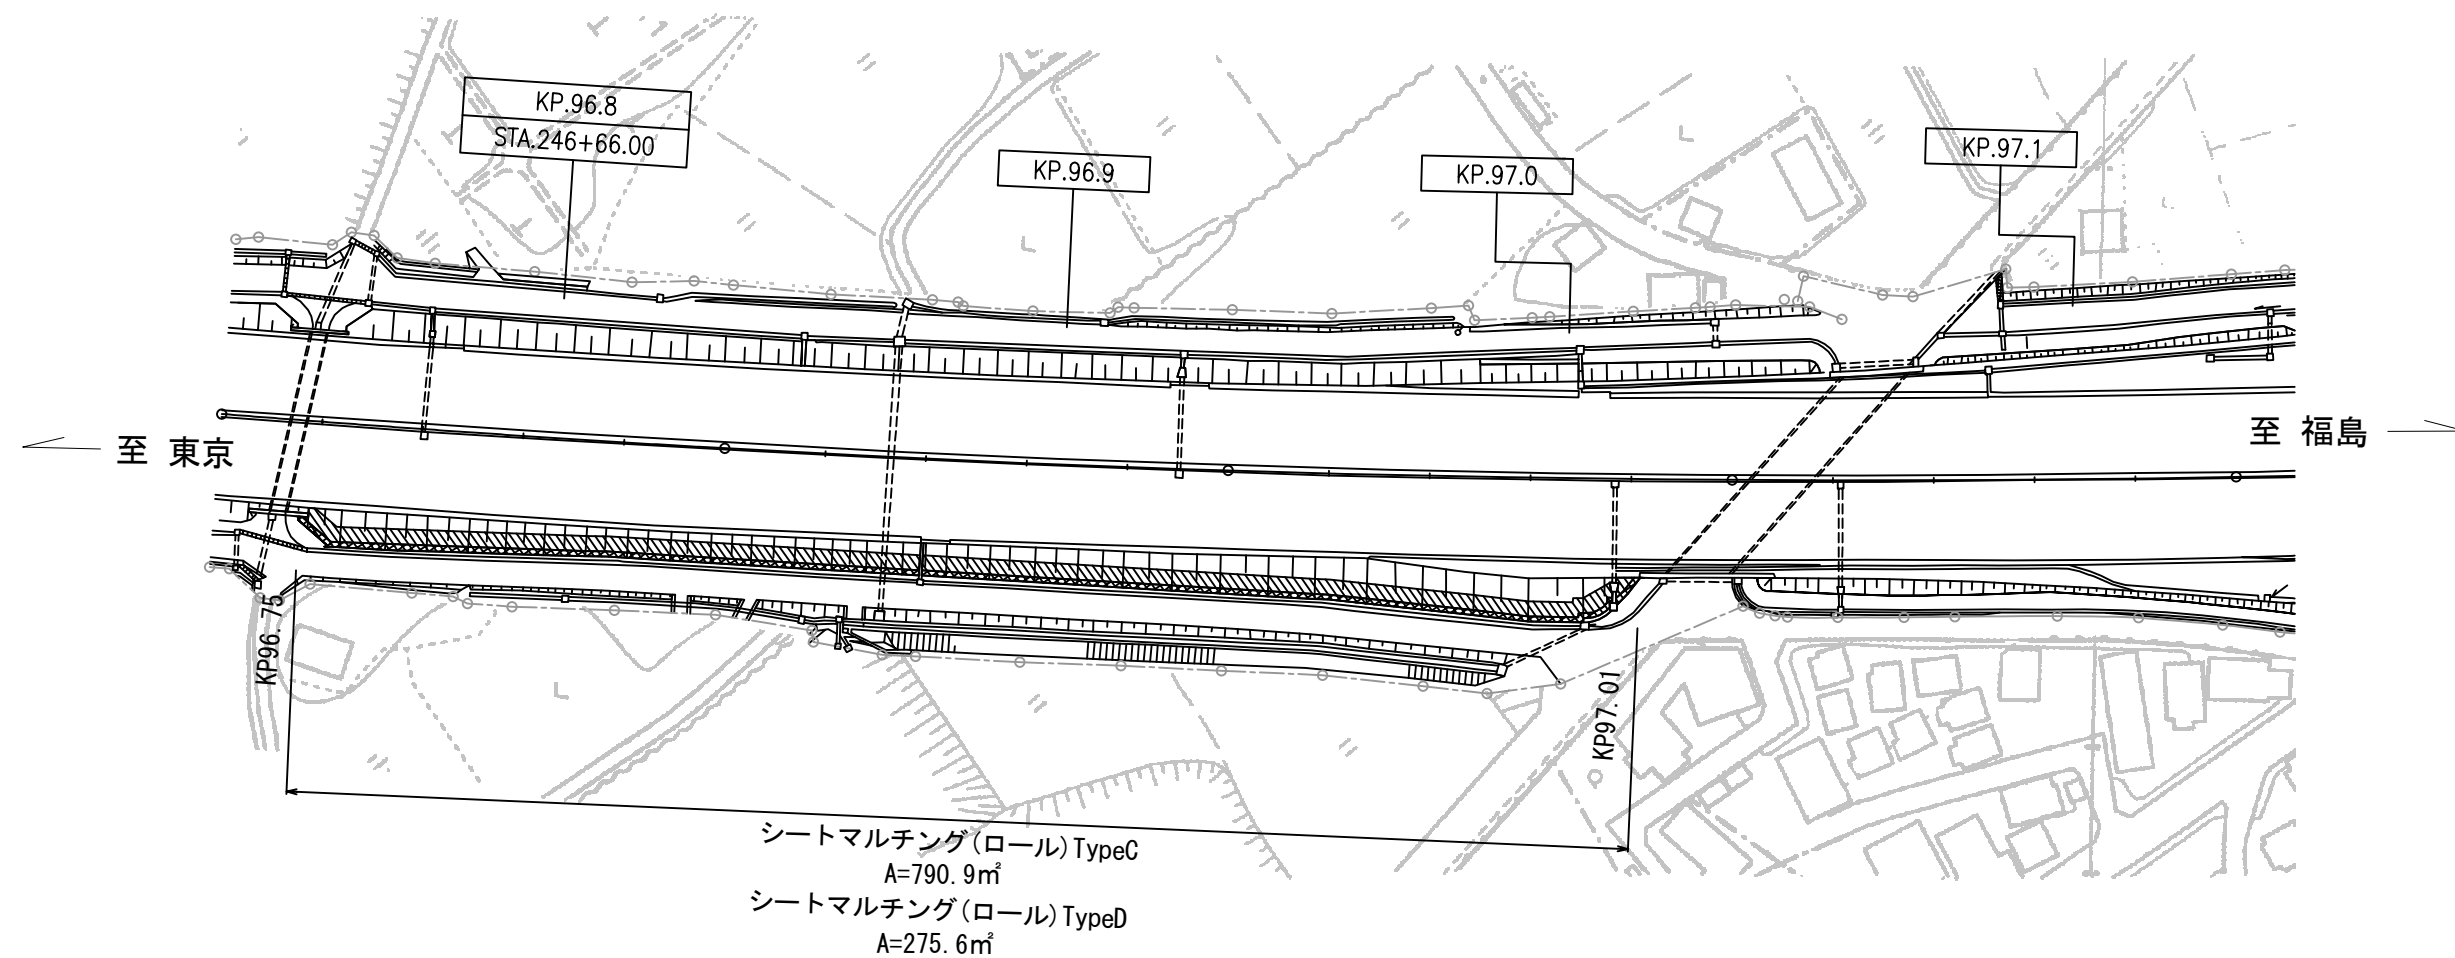 KP.96.8
STA.246+66.00
KP.96.9
KP.97.0
KP.97.1
至 東京
至 福島
KP96.75
KP97.01
シートマルチング(ロール)TypeC
A=790.9㎡
シートマルチング(ロール)TypeD
A=275.6㎡